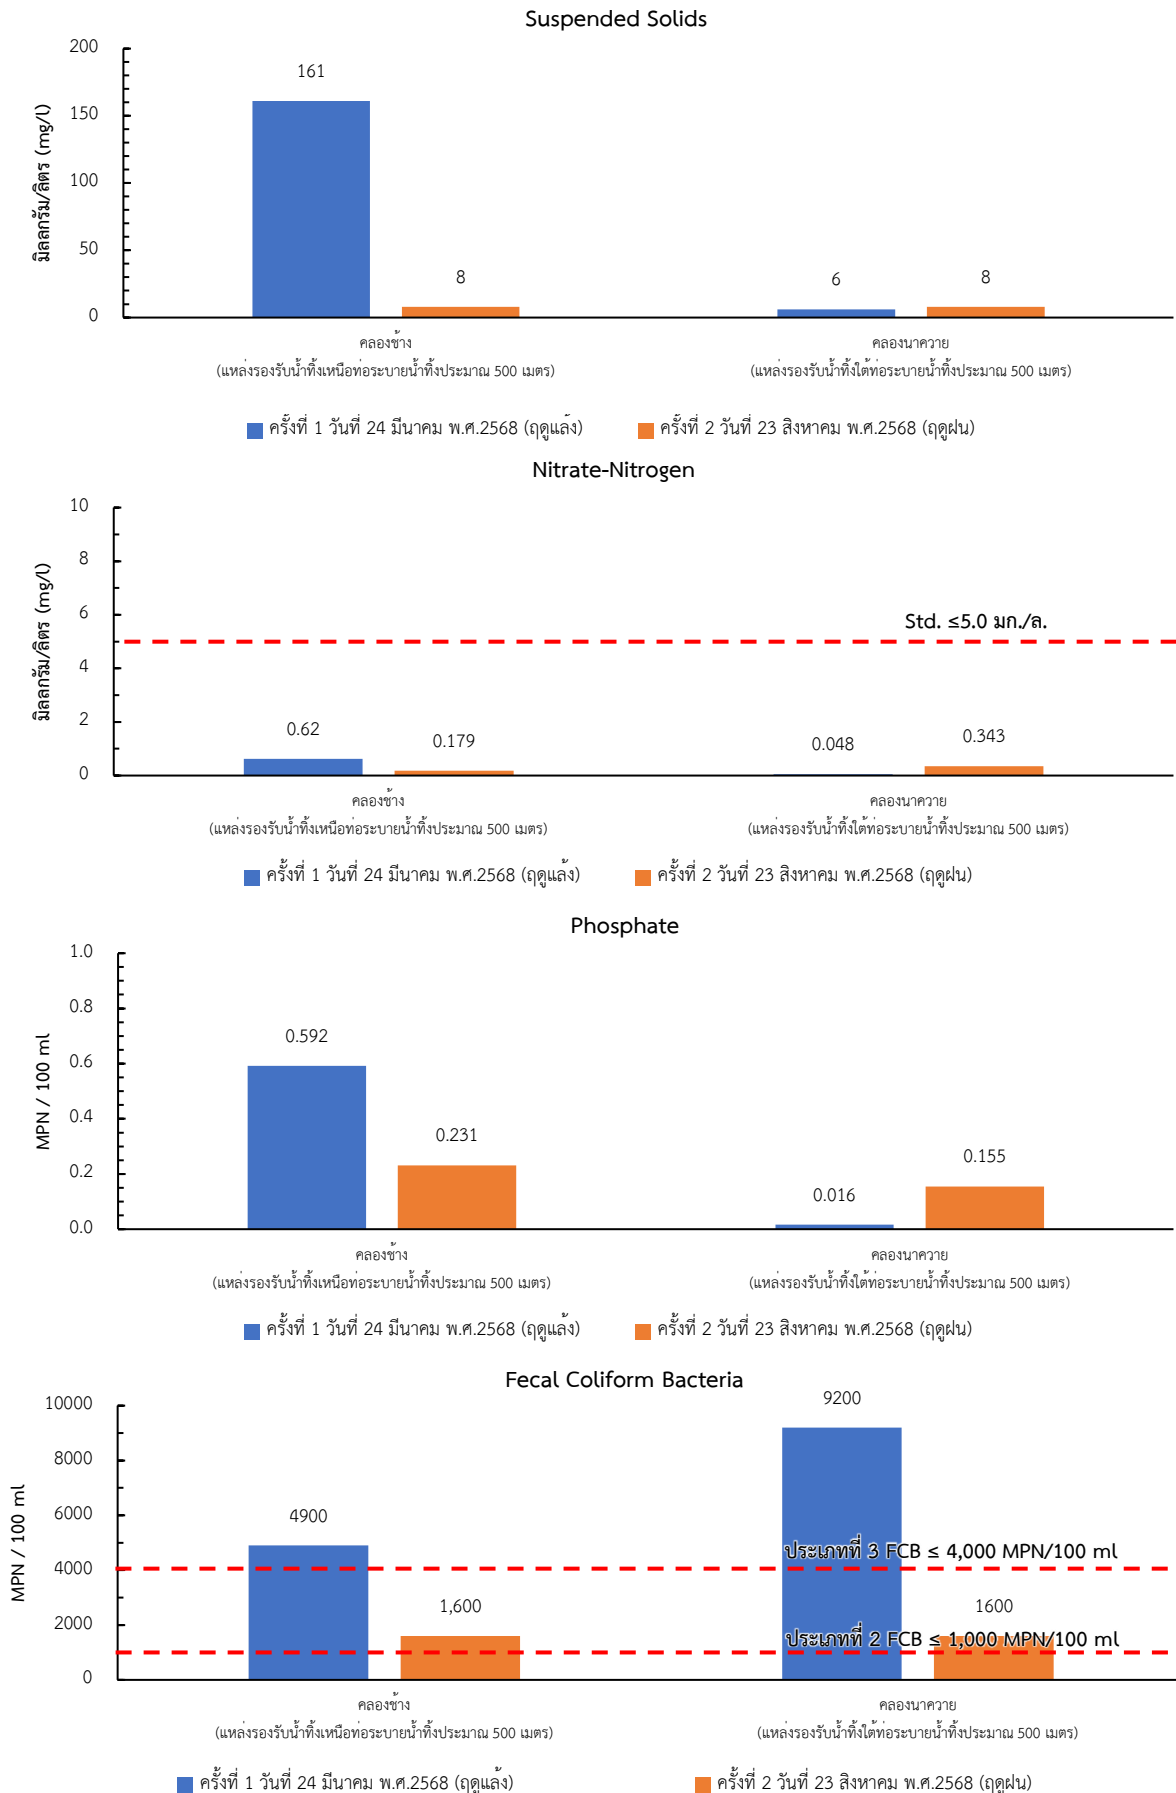 Suspended Solids
มิลลิกรัม/ลิตร (mg/l)
200
150
100
50
0
161
8
6
8
คลองช้าง
(แหล่งรองรับน้ำทิ้งเหนือท่อระบายน้ำทิ้งประมาณ 500 เมตร)
คลองนาควาย
(แหล่งรองรับน้ำทิ้งใต้ท่อระบายน้ำทิ้งประมาณ 500 เมตร)
ครั้งที่ 1 วันที่ 24 มีนาคม พ.ศ.2568 (ฤดูแล้ง)
ครั้งที่ 2 วันที่ 23 สิงหาคม พ.ศ.2568 (ฤดูฝน)
Nitrate-Nitrogen
มิลลิกรัม/ลิตร (mg/l)
10
8
6
4
2
0
Std. ≤5.0 มก./ล.
0.62
0.179
0.048
0.343
คลองช้าง
(แหล่งรองรับน้ำทิ้งเหนือท่อระบายน้ำทิ้งประมาณ 500 เมตร)
คลองนาควาย
(แหล่งรองรับน้ำทิ้งใต้ท่อระบายน้ำทิ้งประมาณ 500 เมตร)
ครั้งที่ 1 วันที่ 24 มีนาคม พ.ศ.2568 (ฤดูแล้ง)
ครั้งที่ 2 วันที่ 23 สิงหาคม พ.ศ.2568 (ฤดูฝน)
Phosphate
MPN / 100 ml
1.0
0.8
0.6
0.4
0.2
0.0
0.592
0.231
0.016
0.155
คลองช้าง
(แหล่งรองรับน้ำทิ้งเหนือท่อระบายน้ำทิ้งประมาณ 500 เมตร)
คลองนาควาย
(แหล่งรองรับน้ำทิ้งใต้ท่อระบายน้ำทิ้งประมาณ 500 เมตร)
ครั้งที่ 1 วันที่ 24 มีนาคม พ.ศ.2568 (ฤดูแล้ง)
ครั้งที่ 2 วันที่ 23 สิงหาคม พ.ศ.2568 (ฤดูฝน)
Fecal Coliform Bacteria
MPN / 100 ml
10000
8000
6000
4000
2000
0
4900
1,600
9200
1600
ประเภทที่ 3 FCB ≤ 4,000 MPN/100 ml
ประเภทที่ 2 FCB ≤ 1,000 MPN/100 ml
คลองช้าง
(แหล่งรองรับน้ำทิ้งเหนือท่อระบายน้ำทิ้งประมาณ 500 เมตร)
คลองนาควาย
(แหล่งรองรับน้ำทิ้งใต้ท่อระบายน้ำทิ้งประมาณ 500 เมตร)
ครั้งที่ 1 วันที่ 24 มีนาคม พ.ศ.2568 (ฤดูแล้ง)
ครั้งที่ 2 วันที่ 23 สิงหาคม พ.ศ.2568 (ฤดูฝน)